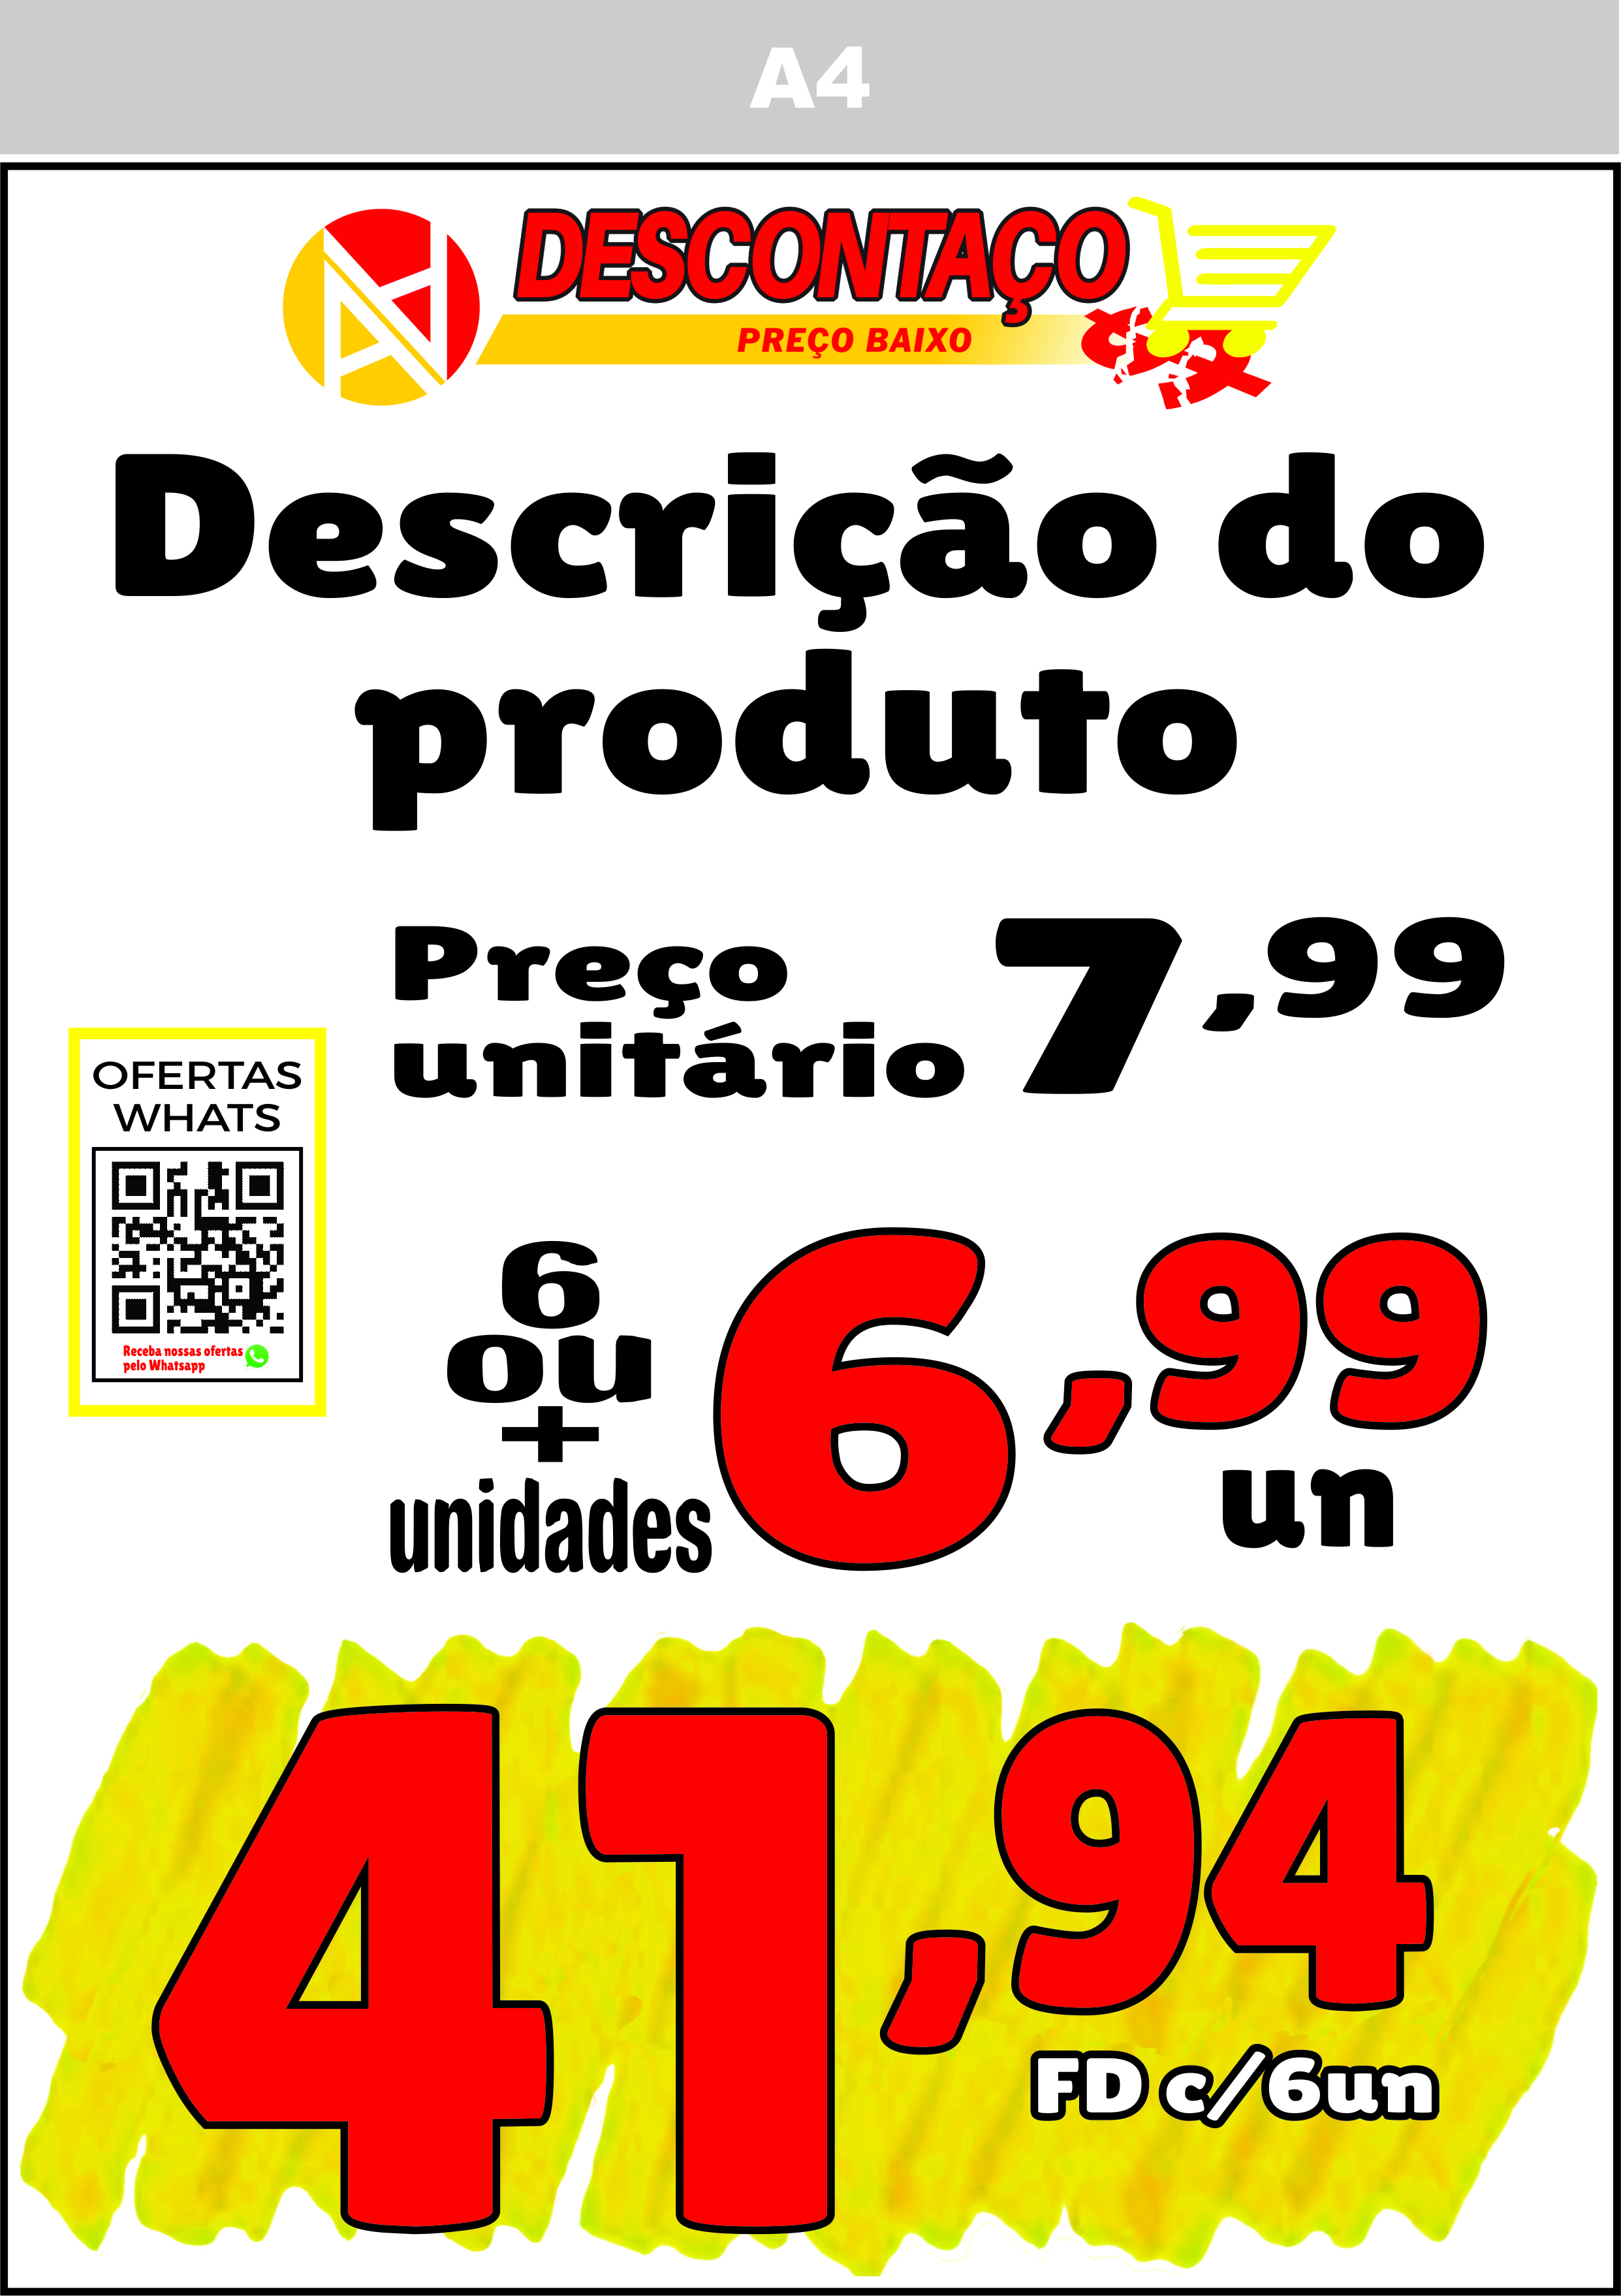 A4
DESCONTAÇO
PREÇO BAIXO
Descrição do
produto
Preço
unitário
7,99
OFERTAS
WHATS
Receba nossas ofertas
pelo Whatsapp
6
ou
+
unidades
6,99
un
41,94
FD c/6un